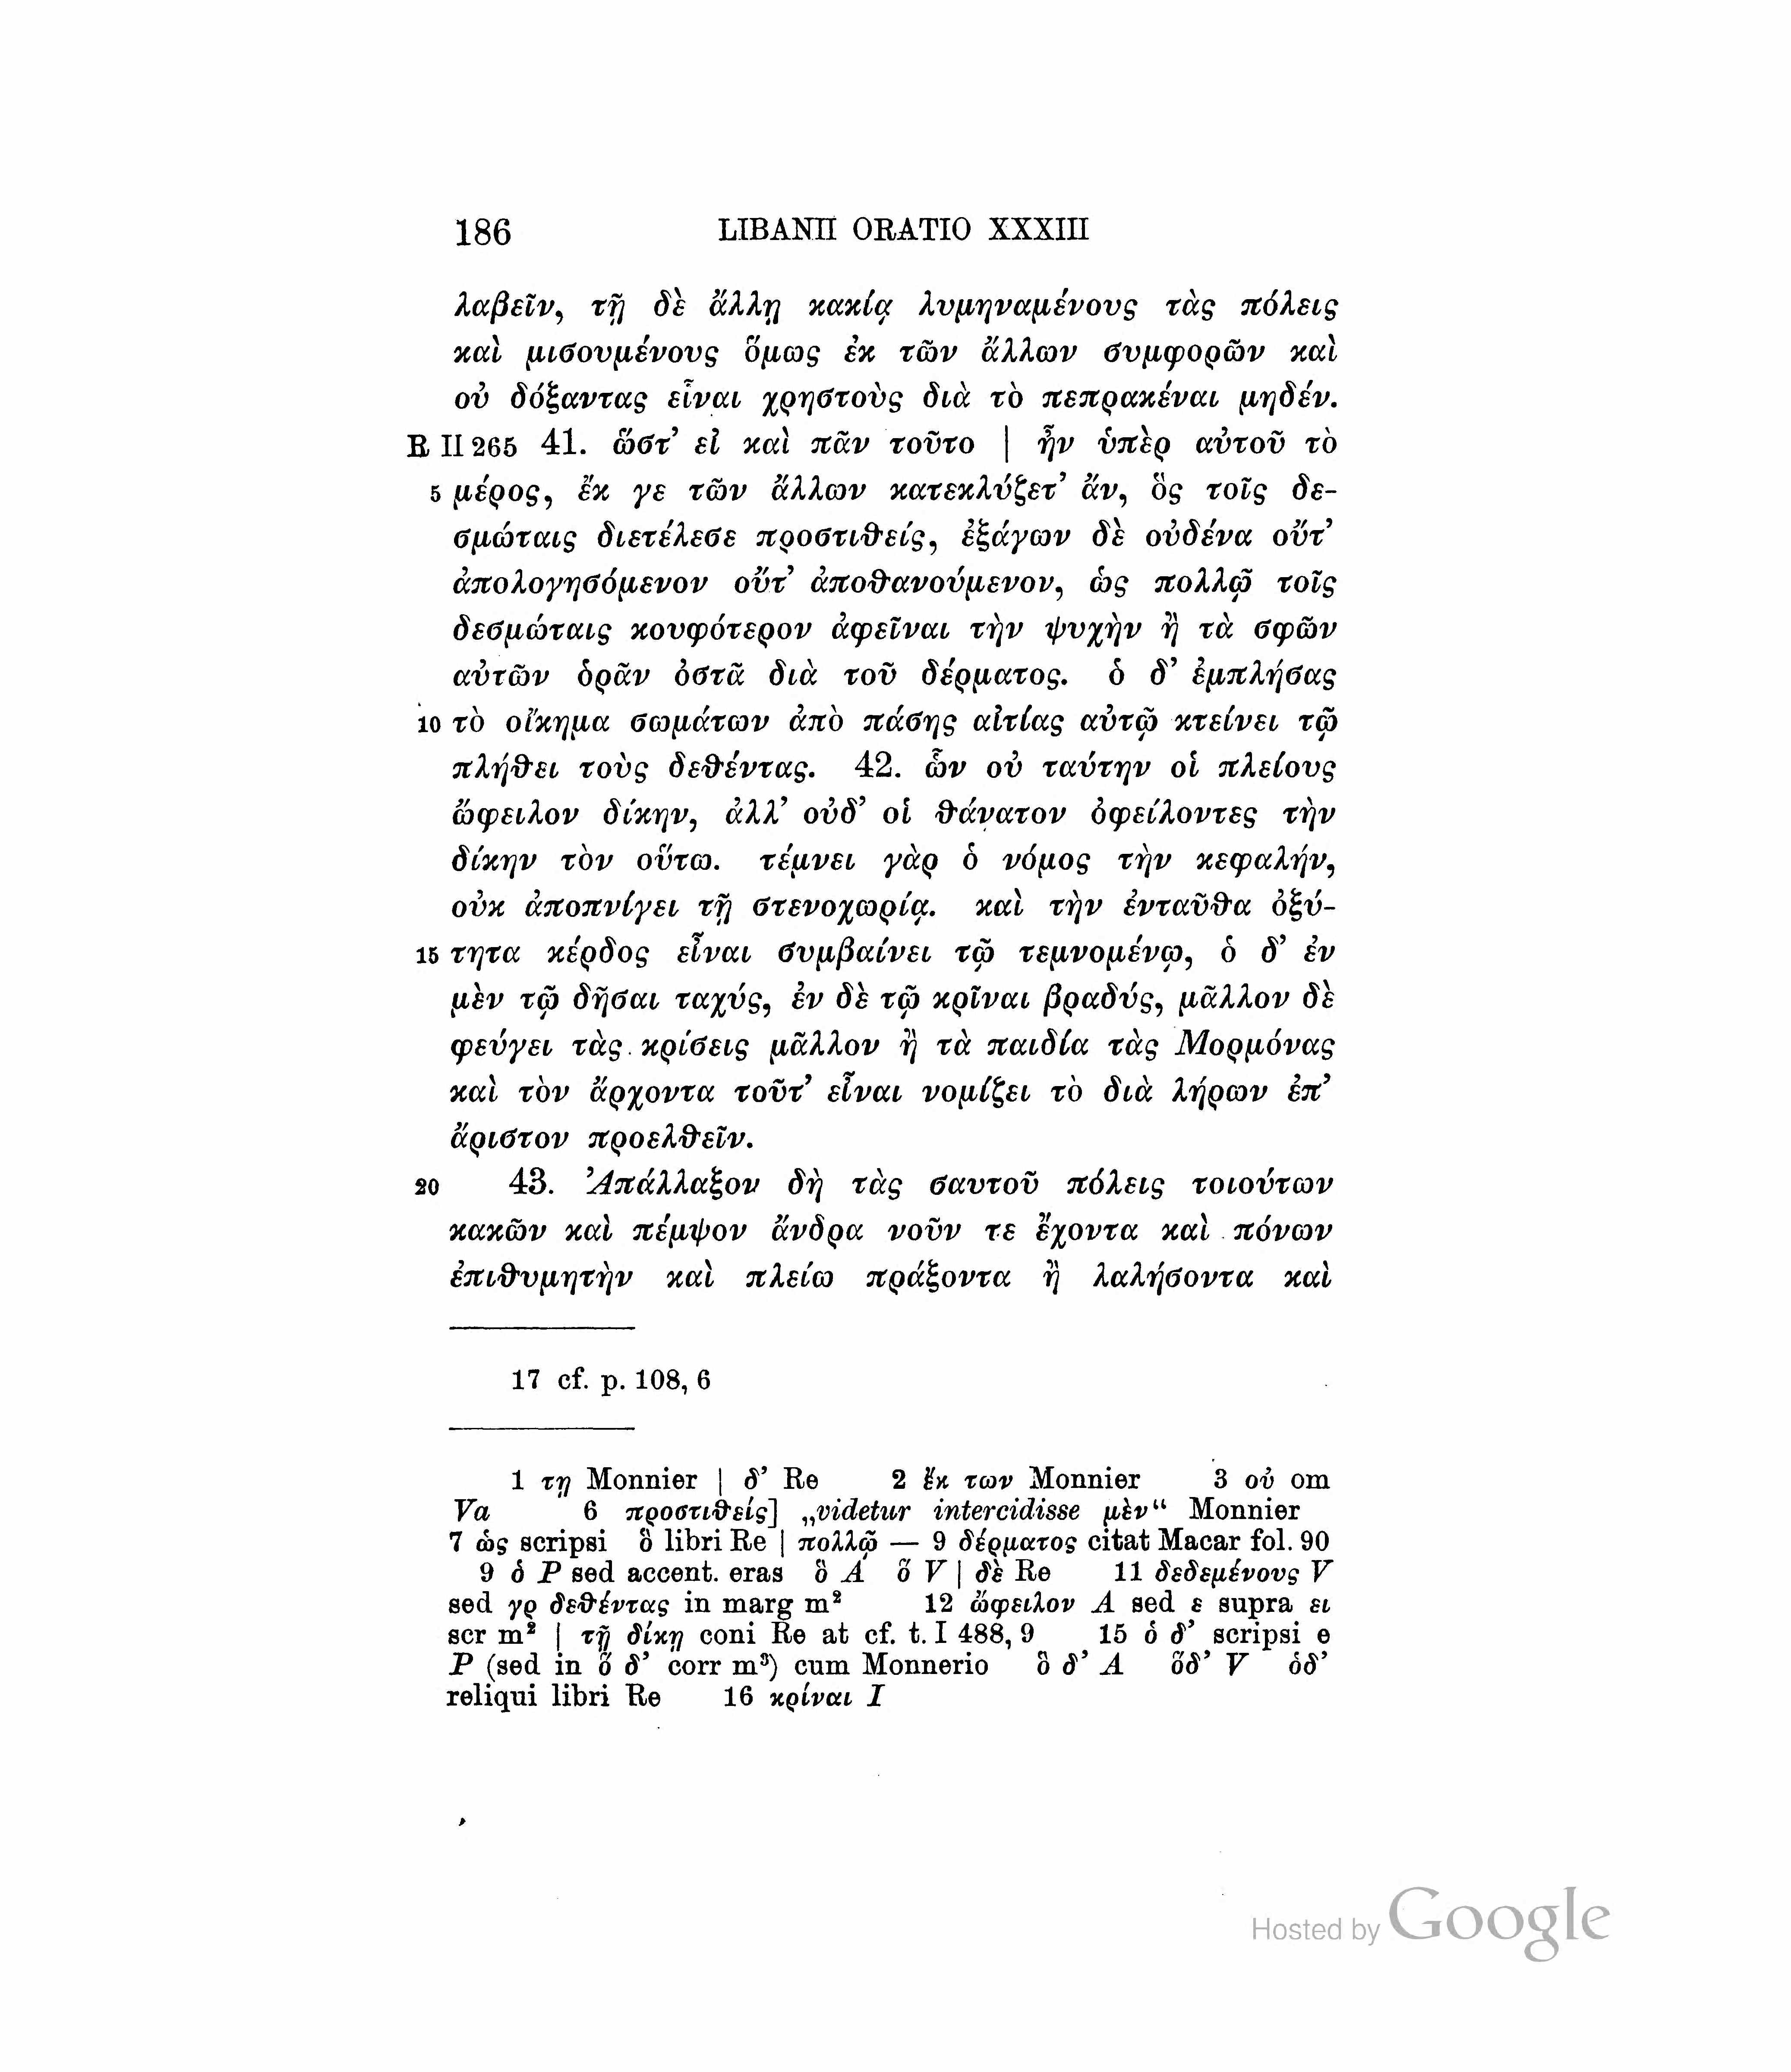 186 LIBANII ORATIO XXXIII
λαβεῖν, τῇ δὲ ἄλλῃ κακίᾳ λυμηναμένους τὰς πόλεις
καὶ μισουμένους ὅμως ἐκ τῶν ἄλλων συμφορῶν καὶ
οὐ δόξαντας εἶναι χρηστοὺς διὰ τὸ πεπρακέναι μηδέν.
R II 265 41. ὥστ’ εἰ καὶ πᾶν τοῦτο | ἦν ὑπὲρ αὐτοῦ τὸ
5 μέρος, ἔκ γε τῶν ἄλλων κατεκλύζετ’ ἄν, ὃς τοῖς δε-
σμώταις διετέλεσε προστιθείς, ἐξάγων δὲ οὐδένα οὔτ’
ἀπολογησόμενον οὔτ’ ἀποθανούμενον, ὡς πολλῷ τοῖς
δεσμώταις κουφότερον ἀφεῖναι τὴν ψυχὴν ἢ τὰ σφῶν
αὐτῶν ὁρᾶν ὀστᾶ διὰ τοῦ δέρματος. ὁ δ’ ἐμπλήσας
10 τὸ οἴκημα σωμάτων ἀπὸ πάσης αἰτίας αὐτῷ κτείνει τῷ
πλήθει τοὺς δεθέντας. 42. ὧν οὐ ταύτην οἱ πλείους
ὤφειλον δίκην, ἀλλ’ οὐδ’ οἱ θάνατον ὀφείλοντες τὴν
δίκην τὸν οὕτω. τέμνει γὰρ ὁ νόμος τὴν κεφαλήν,
οὐκ ἀποπνίγει τῇ στενοχωρίᾳ. καὶ τὴν ἐνταῦθα ὀξύ-
15 τητα κέρδος εἶναι συμβαίνει τῷ τεμνομένῳ, ὁ δ’ ἐν
μὲν τῷ δῆσαι ταχύς, ἐν δὲ τῷ κρῖναι βραδύς, μᾶλλον δὲ
φεύγει τὰς κρίσεις μᾶλλον ἢ τὰ παιδία τὰς Μορμόνας
καὶ τὸν ἄρχοντα τοῦτ’ εἶναι νομίζει τὸ διὰ λήρων ἐπ’
ἄριστον προελθεῖν.
20 43. Ἀπάλλαξον δὴ τὰς σαυτοῦ πόλεις τοιούτων
κακῶν καὶ πέμψον ἄνδρα νοῦν τε ἔχοντα καὶ πόνων
ἐπιθυμητὴν καὶ πλείω πράξοντα ἢ λαλήσοντα καὶ
17 cf. p. 108, 6
1 τῃ Monnier | δ’ Re 2 ἔκ των Monnier 3 οὐ om
Va 6 προστιθείς] „videtur intercidisse μὲν“ Monnier
7 ὡς scripsi ὃ libri Re | πολλῷ — 9 δέρματος citat Macar fol. 90
9 ὁ P sed accent. eras ὃ A ὅ V | δὲ Re 11 δεδεμένους V
sed γρ δεθέντας in marg m² 12 ὤφειλον A sed ε supra ει
scr m² | τῇ δίκῃ coni Re at cf. t. I 488, 9 15 ὁ δ’ scripsi e
P (sed in ὅ δ’ corr m³) cum Monnerio ὃ δ’ A ὅδ’ V ὁδ’
reliqui libri Re 16 κρίναι I
Hosted by Google